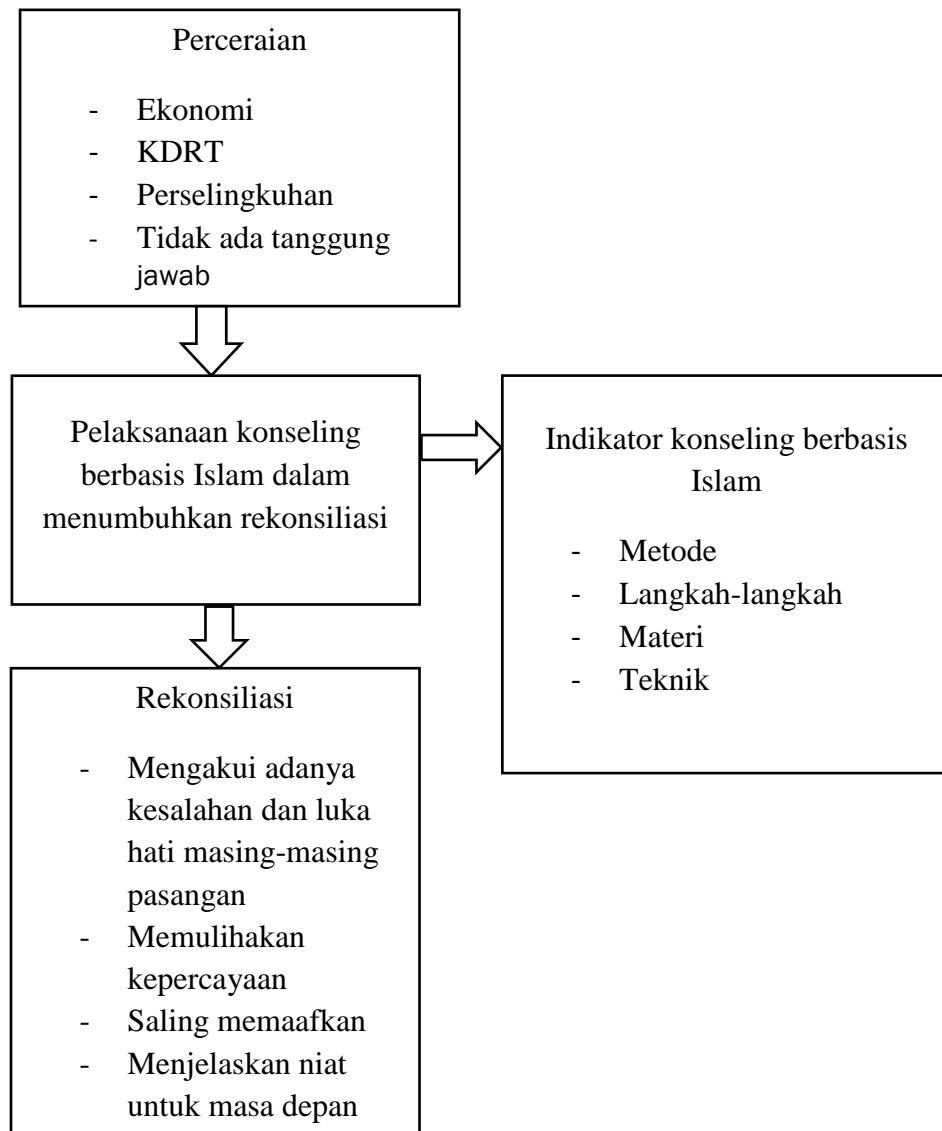 Perceraian
- Ekonomi
- KDRT
- Perselingkuhan
- Tidak ada tanggung
jawab
Pelaksanaan konseling
berbasis Islam dalam
menumbuhkan rekonsiliasi
Indikator konseling berbasis
Islam
- Metode
- Langkah-langkah
- Materi
- Teknik
Rekonsiliasi
- Mengakui adanya
kesalahan dan luka
hati masing-masing
pasangan
- Memulihakan
kepercayaan
- Saling memaafkan
- Menjelaskan niat
untuk masa depan